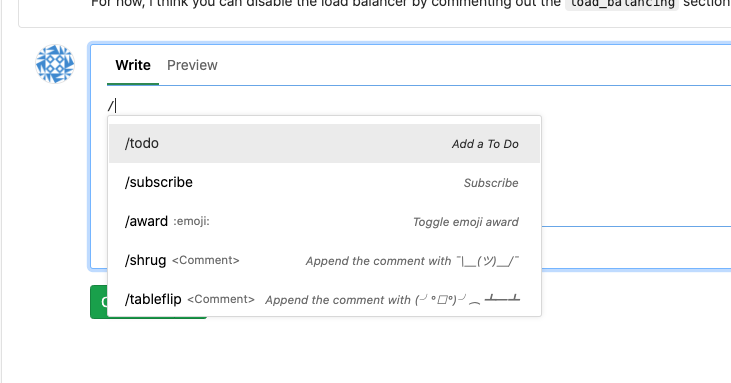 For now, I think you can disable the load balancer by commenting out the load_balancing section
Write Preview
/
/todo Add a To Do
/subscribe Subscribe
/award :emoji: Toggle emoji award
/shrug <Comment> Append the comment with ¯\__(ツ)__/¯
/tableflip <Comment> Append the comment with (╯°□°)╯︵ ┻━┻